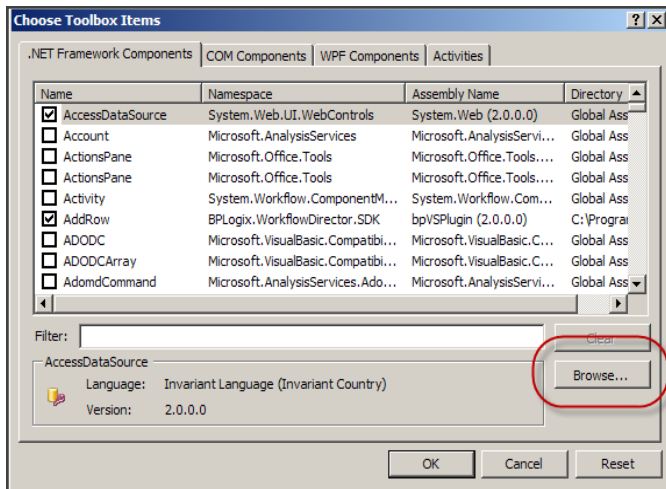 Choose Toolbox Items
.NET Framework Components COM Components WPF Components Activities
Name Namespace Assembly Name Directory
AccessDataSource System.Web.UI.WebControls System.Web (2.0.0.0) Global Ass
Account Microsoft.AnalysisServices Microsoft.AnalysisServi... Global Ass
ActionsPane Microsoft.Office.Tools Microsoft.Office.Tools.... Global Ass
ActionsPane Microsoft.Office.Tools Microsoft.Office.Tools.... Global Ass
Activity System.Workflow.ComponentM... System.Workflow.Com... Global Ass
AddRow BPLogix.WorkflowDirector.SDK bpVSPlugin (2.0.0.0) C:\Progra
ADODC Microsoft.VisualBasic.Compatibi... Microsoft.VisualBasic.C... Global Ass
ADODCArray Microsoft.VisualBasic.Compatibi... Microsoft.VisualBasic.C... Global Ass
AdomdCommand Microsoft.AnalysisServices.Ado... Microsoft.AnalysisServi... Global Ass
Filter: Clear
AccessDataSource
Language: Invariant Language (Invariant Country) Browse...
Version: 2.0.0.0
OK Cancel Reset